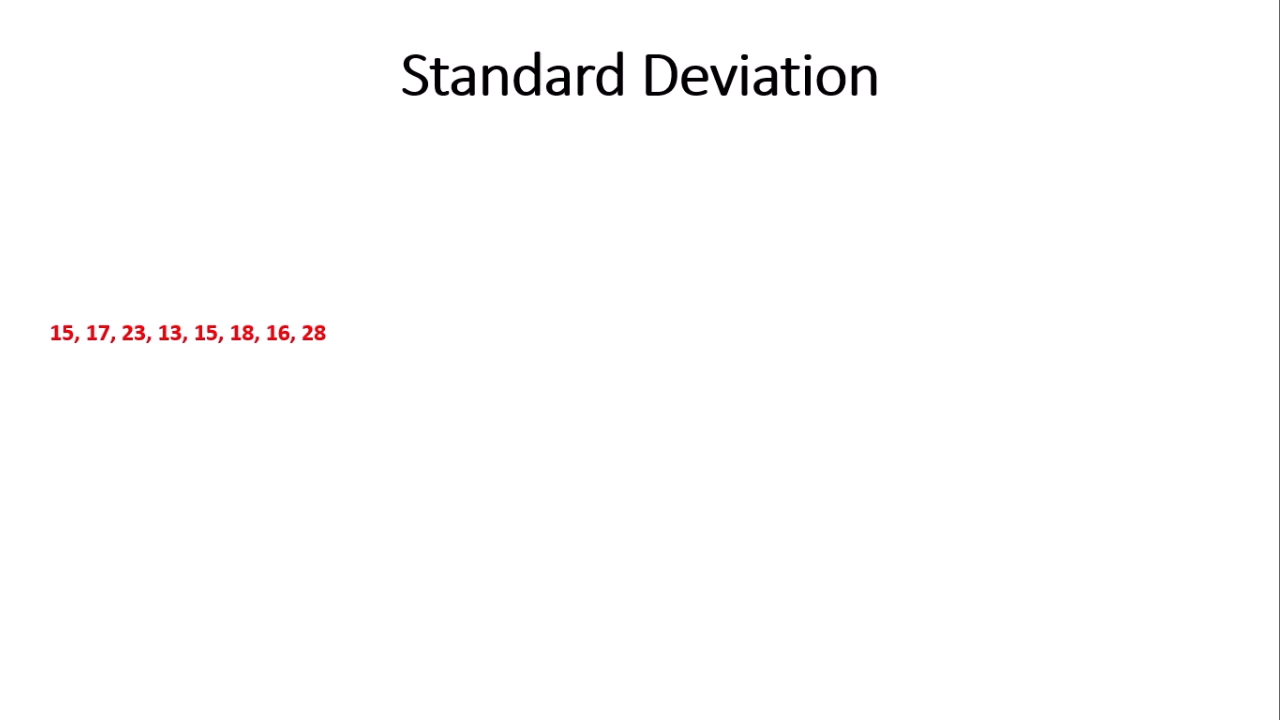 Standard Deviation
15, 17, 23, 13, 15, 18, 16, 28